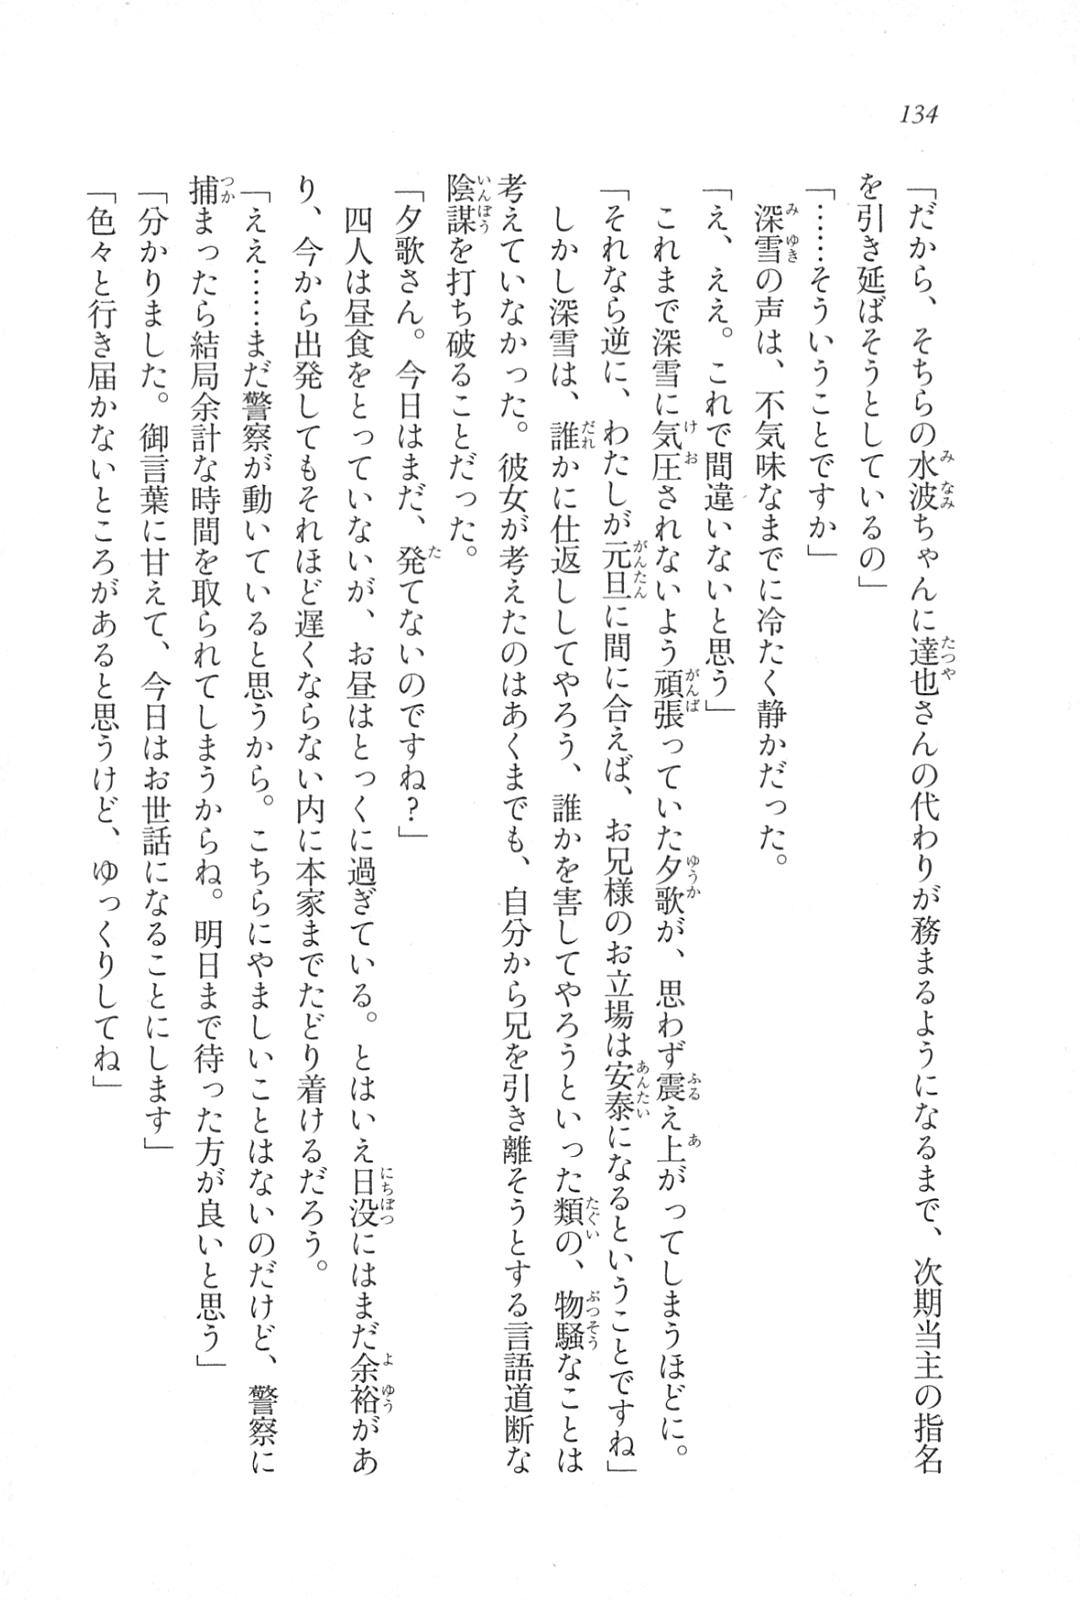 134
「だから、そちらの水波ちゃんに達也さんの代わりが務まるようになるまで、次期当主の指名
を引き延ばそうとしているの」
「……そういうことですか」
深雪の声は、不気味なまでに冷たく静かだった。
「え、ええ。これで間違いないと思う」
これまで深雪に気圧されないよう頑張っていた夕歌が、思わず震え上がってしまうほどに。
「それなら逆に、わたしが元旦に間に合えば、お兄様のお立場は安泰になるということですね」
しかし深雪は、誰かに仕返ししてやろう、誰かを害してやろうといった類の、物騒なことは
考えていなかった。彼女が考えたのはあくまでも、自分から兄を引き離そうとする言語道断な
陰謀を打ち破ることだった。
「夕歌さん。今日はまだ、発てないのですね?」
四人は昼食をとっていないが、お昼はとっくに過ぎている。とはいえ日没にはまだ余裕があ
り、今から出発してもそれほど遅くならない内に本家までたどり着けるだろう。
「ええ……まだ警察が動いていると思うから。こちらにやましいことはないのだけど、警察に
捕まったら結局余計な時間を取られてしまうからね。明日まで待った方が良いと思う」
「分かりました。御言葉に甘えて、今日はお世話になることにします」
「色々と行き届かないところがあると思うけど、ゆっくりしてね」